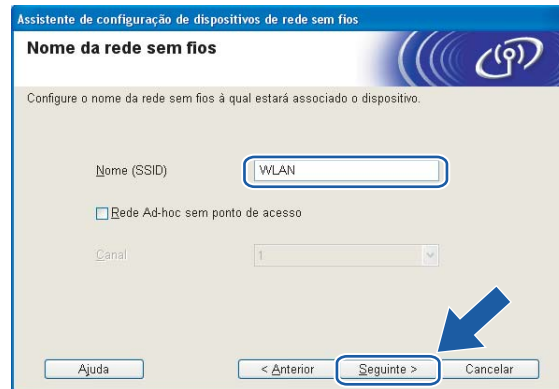 Assistente de configuração de dispositivos de rede sem fios
Nome da rede sem fios
Configure o nome da rede sem fios à qual estará associado o dispositivo.
Nome (SSID) WLAN
Rede Ad-hoc sem ponto de acesso
Canal 1
Ajuda < Anterior Seguinte > Cancelar